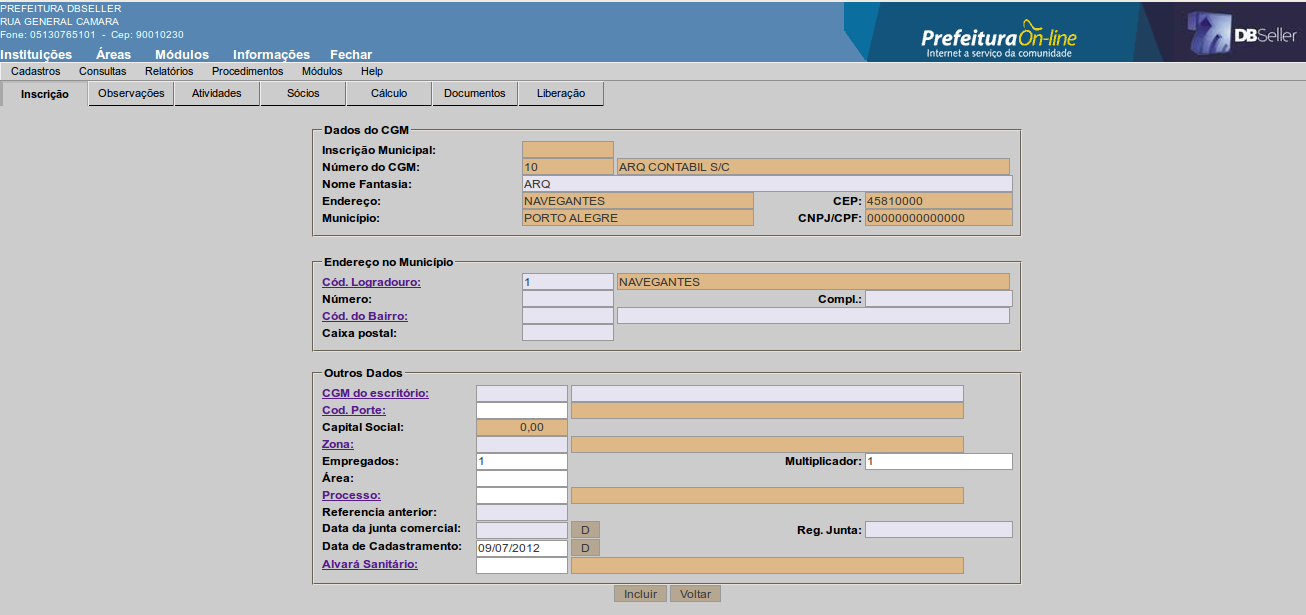 PREFEITURA DBSELLER
RUA GENERAL CAMARA
Fone: 05130765101 - Cep: 90010230
Prefeitura On-line
Internet a serviço da comunidade
DBSeller
Instituições Áreas Módulos Informações Fechar
Cadastros Consultas Relatórios Procedimentos Módulos Help
Inscrição Observações Atividades Sócios Cálculo Documentos Liberação
Dados do CGM
Inscrição Municipal:
Número do CGM: 10 ARQ CONTABIL S/C
Nome Fantasia: ARQ
Endereço: NAVEGANTES CEP: 45810000
Município: PORTO ALEGRE CNPJ/CPF: 00000000000000
Endereço no Município
Cód. Logradouro: 1 NAVEGANTES
Número: Compl.:
Cód. do Bairro:
Caixa postal:
Outros Dados
CGM do escritório:
Cod. Porte:
Capital Social: 0,00
Zona:
Empregados: 1 Multiplicador: 1
Área:
Processo:
Referencia anterior:
Data da junta comercial: D Reg. Junta:
Data de Cadastramento: 09/07/2012 D
Alvará Sanitário:
Incluir Voltar